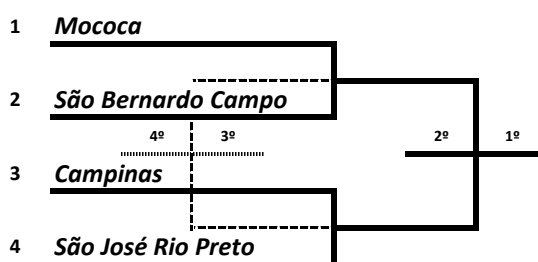 1 Mococa
2 São Bernardo Campo
4º 3º 2º 1º
3 Campinas
4 São José Rio Preto